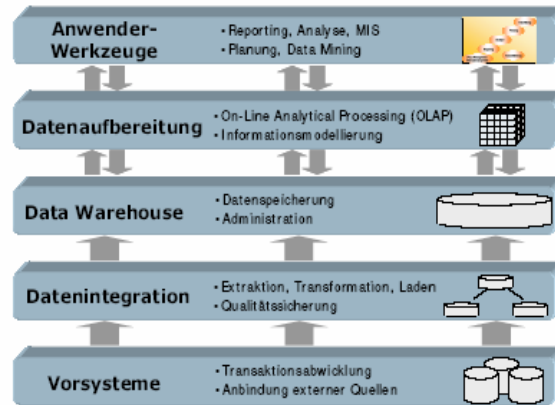 Anwender-
Werkzeuge
• Reporting, Analyse, MIS
• Planung, Data Mining
Datenaufbereitung
• On-Line Analytical Processing (OLAP)
• Informationsmodellierung
Data Warehouse
• Datenspeicherung
• Administration
Datenintegration
• Extraktion, Transformation, Laden
• Qualitätssicherung
Vorsysteme
• Transaktionsabwicklung
• Anbindung externer Quellen